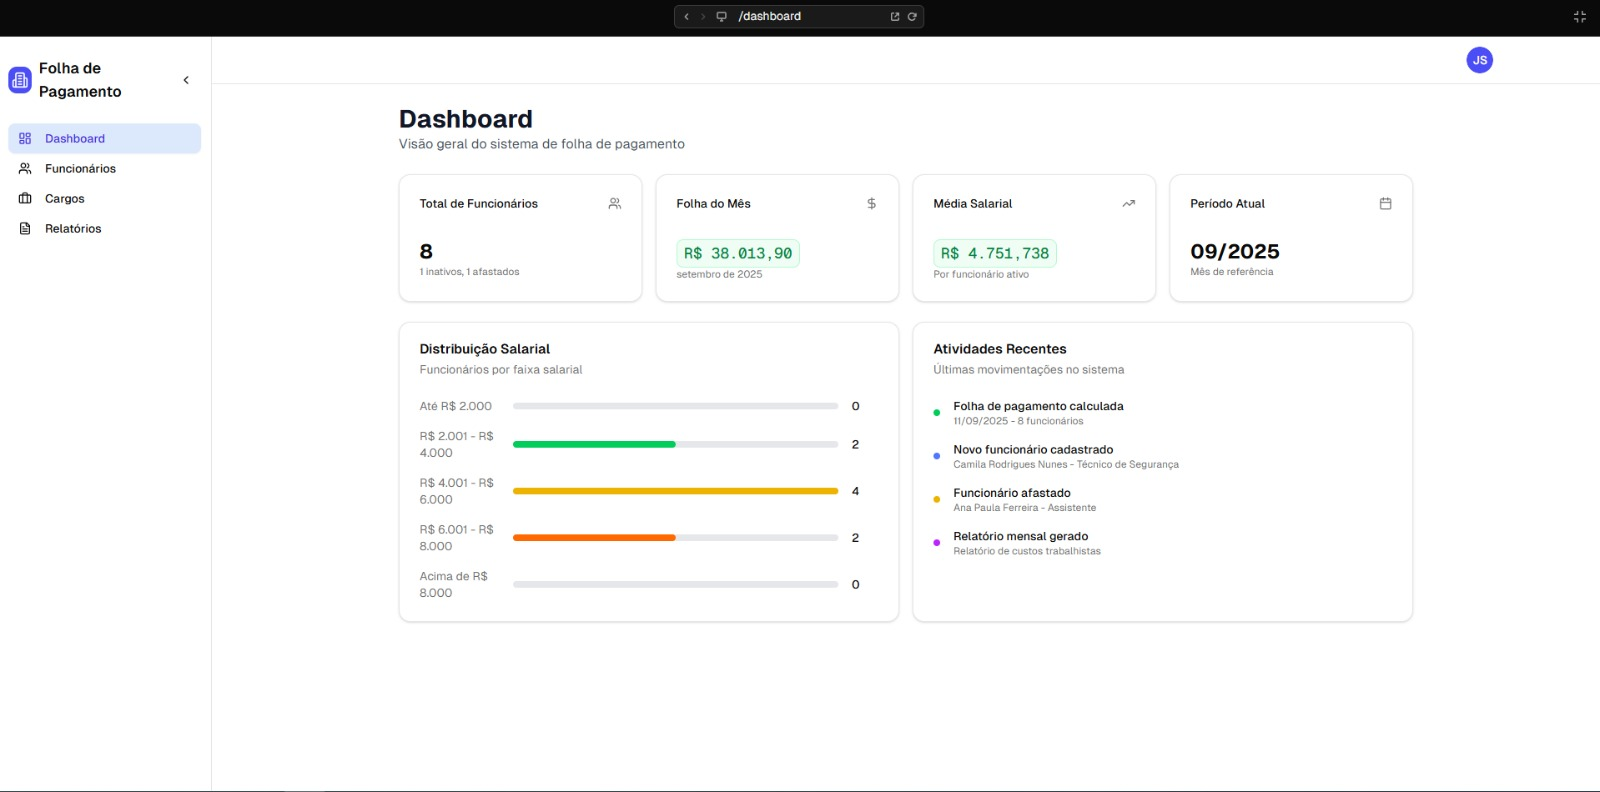 /dashboard
Folha de
Pagamento
JS
Dashboard
Funcionários
Cargos
Relatórios
Dashboard
Visão geral do sistema de folha de pagamento
Total de Funcionários
8
1 inativos, 1 afastados
Folha do Mês
R$ 38.013,90
setembro de 2025
Média Salarial
R$ 4.751,738
Por funcionário ativo
Período Atual
09/2025
Mês de referência
Distribuição Salarial
Funcionários por faixa salarial
Até R$ 2.000
0
R$ 2.001 - R$
4.000
2
R$ 4.001 - R$
6.000
4
R$ 6.001 - R$
8.000
2
Acima de R$
8.000
0
Atividades Recentes
Últimas movimentações no sistema
Folha de pagamento calculada
11/09/2025 - 8 funcionários
Novo funcionário cadastrado
Camila Rodrigues Nunes - Técnico de Segurança
Funcionário afastado
Ana Paula Ferreira - Assistente
Relatório mensal gerado
Relatório de custos trabalhistas